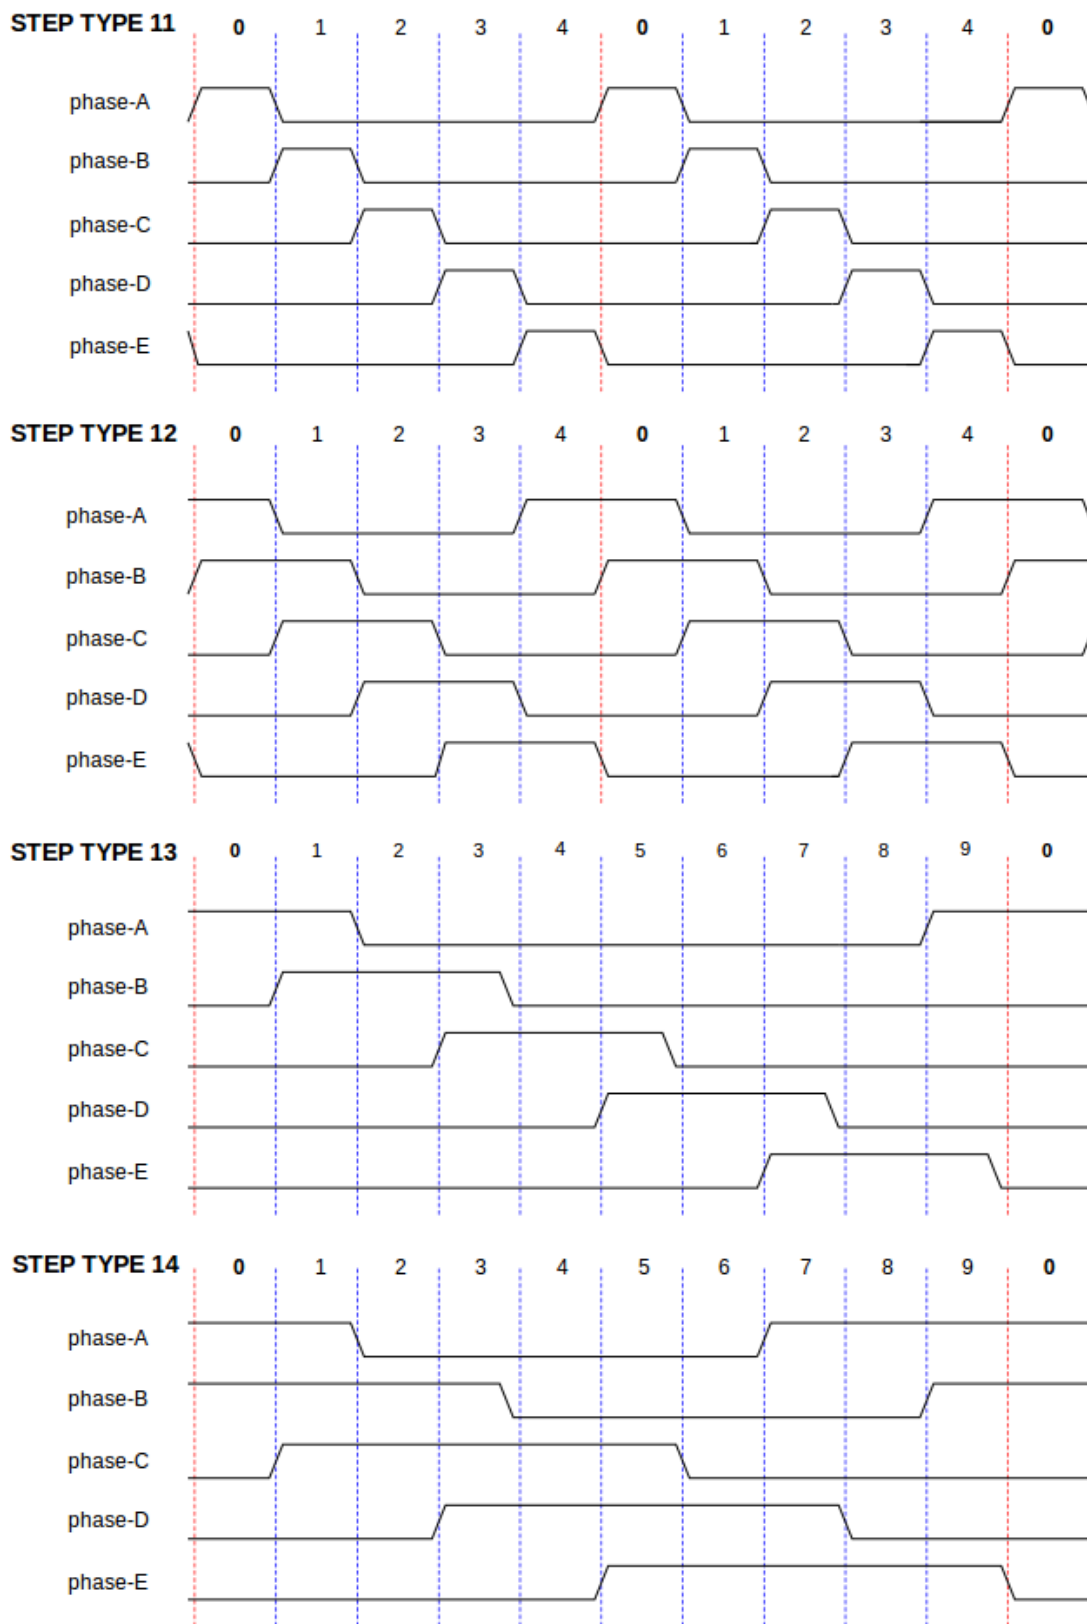 STEP TYPE 11 0 1 2 3 4 0 1 2 3 4 0
phase-A
phase-B
phase-C
phase-D
phase-E
STEP TYPE 12 0 1 2 3 4 0 1 2 3 4 0
phase-A
phase-B
phase-C
phase-D
phase-E
STEP TYPE 13 0 1 2 3 4 5 6 7 8 9 0
phase-A
phase-B
phase-C
phase-D
phase-E
STEP TYPE 14 0 1 2 3 4 5 6 7 8 9 0
phase-A
phase-B
phase-C
phase-D
phase-E